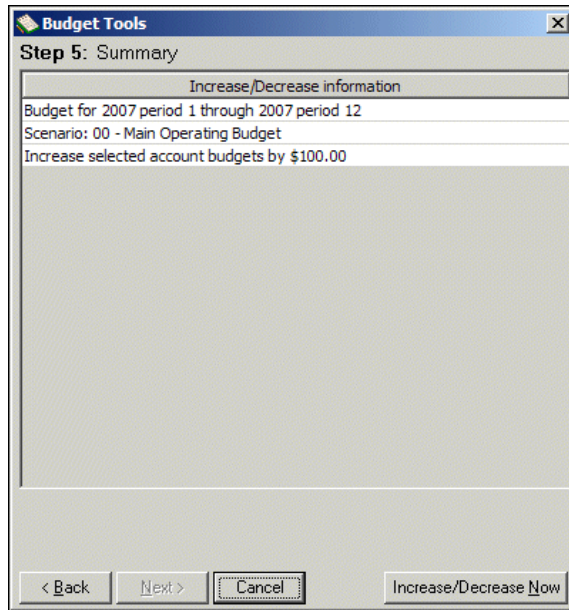 Budget Tools
Step 5: Summary
Increase/Decrease information
Budget for 2007 period 1 through 2007 period 12
Scenario: 00 - Main Operating Budget
Increase selected account budgets by $100.00
< Back Next > Cancel Increase/Decrease Now